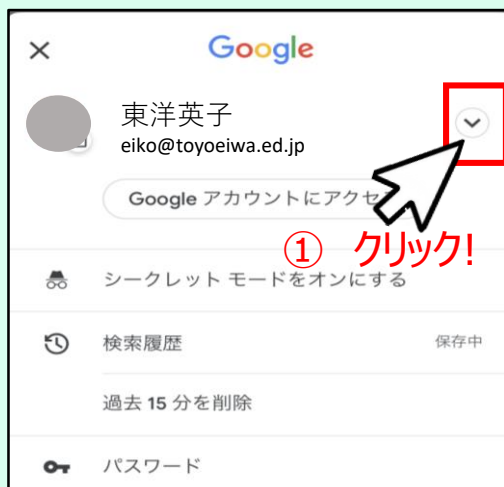 Google
東洋英子
eiko@toyoeiwa.ed.jp
Google アカウントにアクセ
① クリック!
シークレット モードをオンにする
検索履歴 保存中
過去 15 分を削除
パスワード